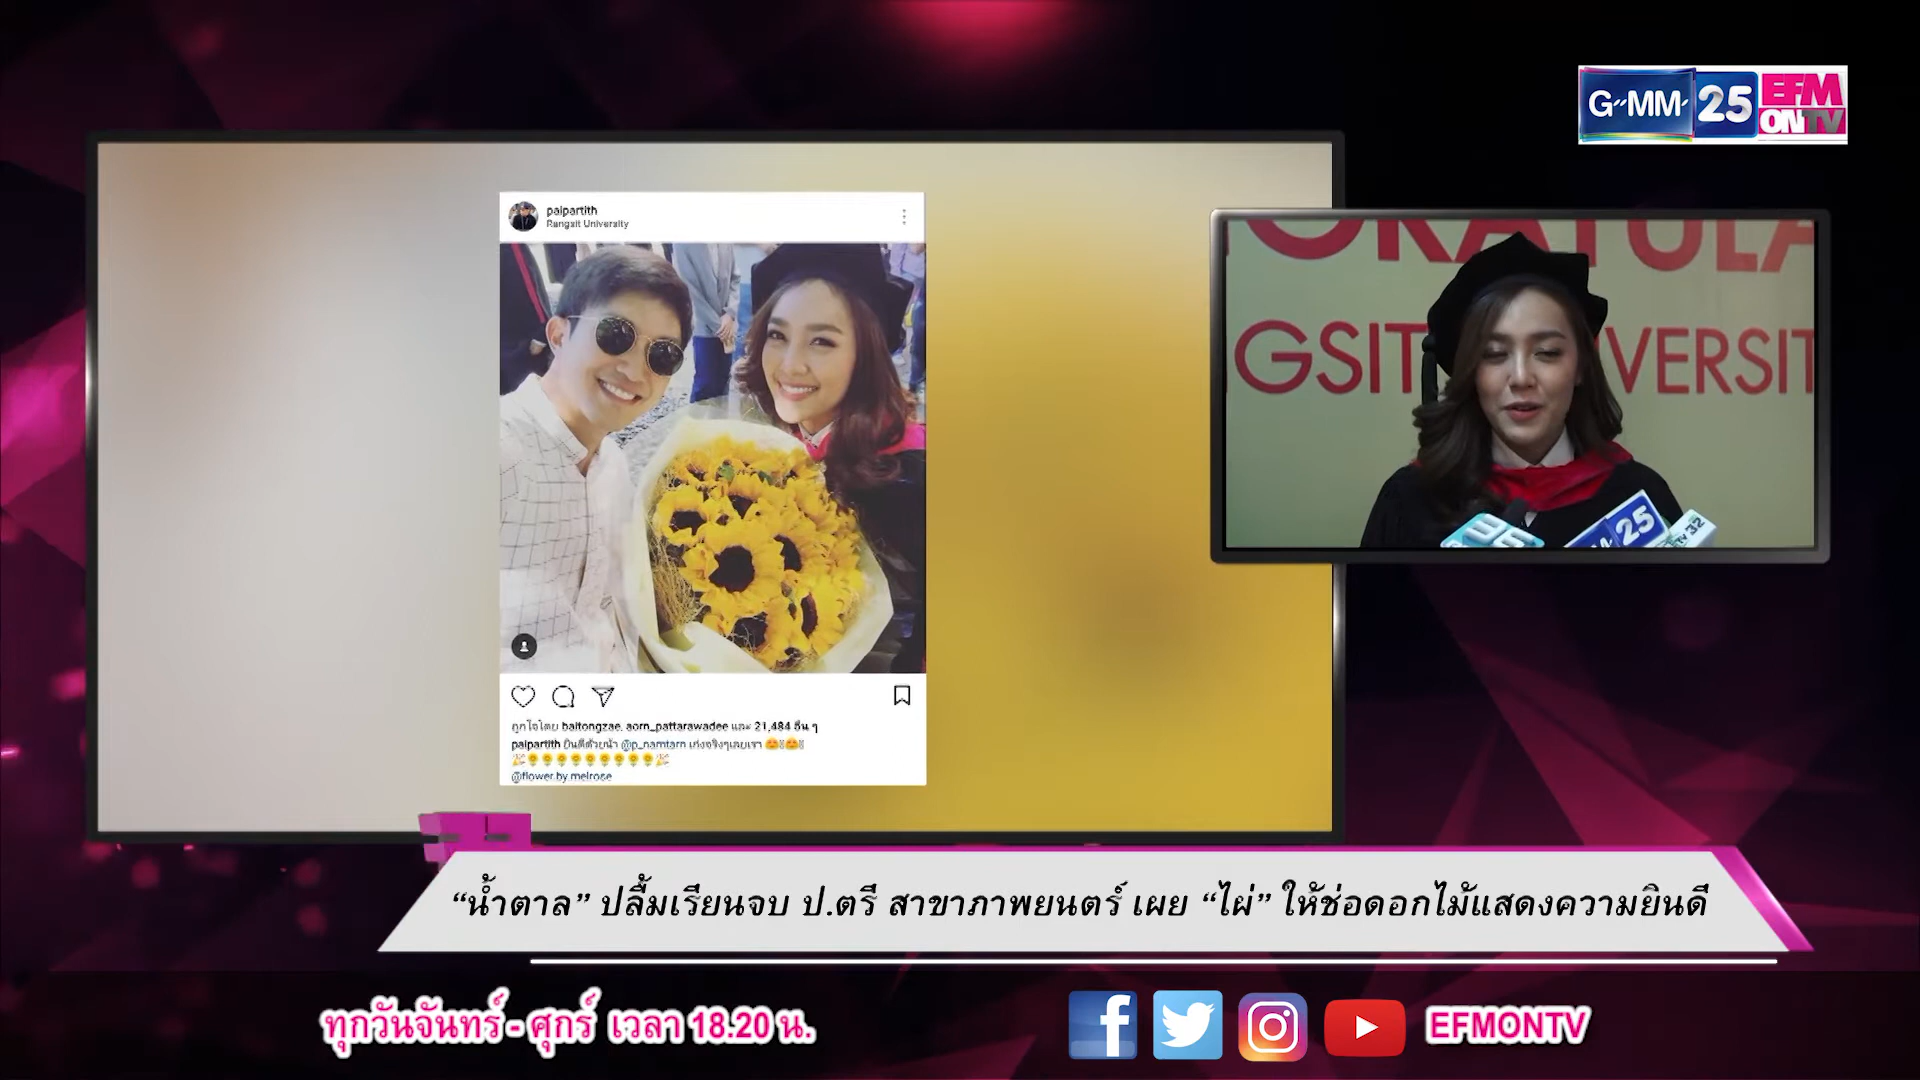 G"MM" 25
EFM
ONTV
paipartith
Rangsit University
ORATULA
GSIT VERSIT
25
TV 32
ถูกใจโดย baitongzae, aorn_pattarawadee และ 21,484 อื่น ๆ
paipartith ยินดีด้วยน้า @p_namtarn เก่งจริงๆเลยเรา
@flower.by.melrose
“น้ำตาล” ปลื้มเรียนจบ ป.ตรี สาขาภาพยนตร์ เผย “ไผ่” ให้ช่อดอกไม้แสดงความยินดี
ทุกวันจันทร์ - ศุกร์ เวลา 18.20 น.
EFMONTV